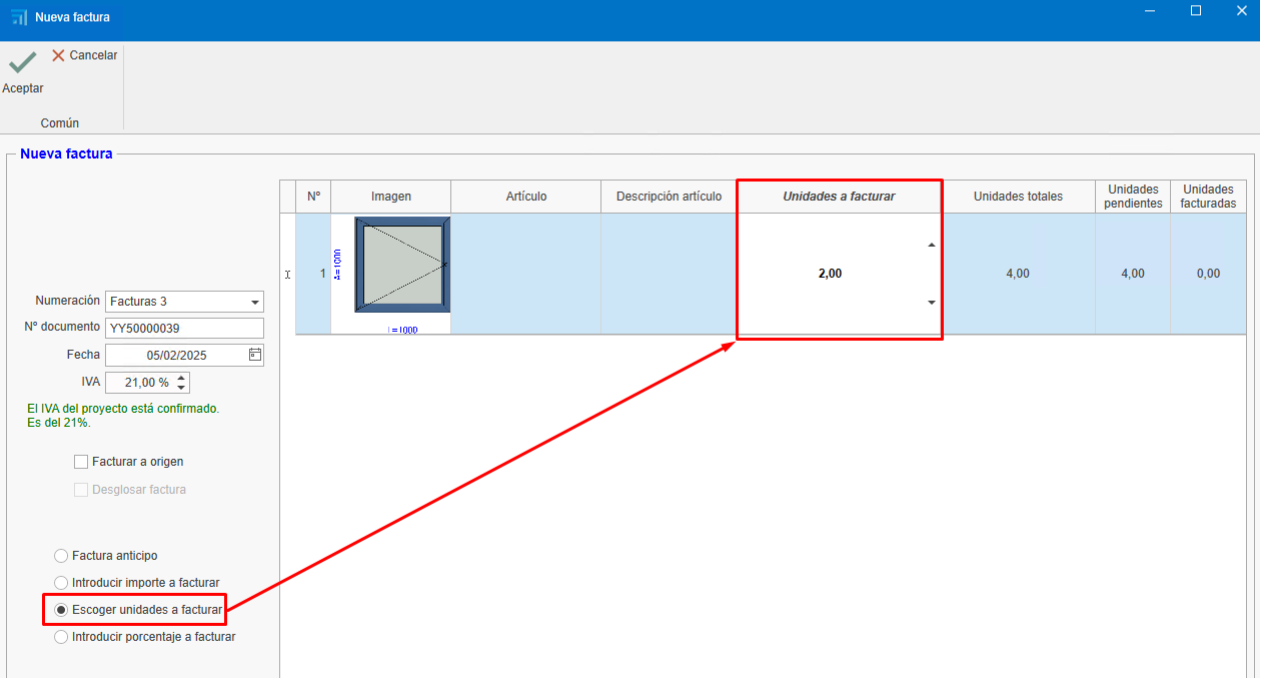 Nueva factura
Cancelar
Aceptar
Común
Nueva factura
Nº
Imagen
Artículo
Descripción artículo
Unidades a facturar
Unidades totales
Unidades
pendientes
Unidades
facturadas
1
A=1000
L=1000
2,00
4,00
4,00
0,00
Numeración
Facturas 3
Nº documento
YY50000039
Fecha
05/02/2025
IVA
21,00 %
El IVA del proyecto está confirmado.
Es del 21%.
Facturar a origen
Desglosar factura
Factura anticipo
Introducir importe a facturar
Escoger unidades a facturar
Introducir porcentaje a facturar